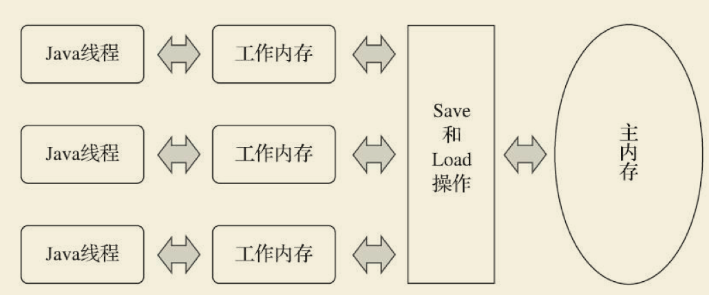 Java线程
工作内存
Java线程
工作内存
Java线程
工作内存
Save
和
Load
操作
主
内
存